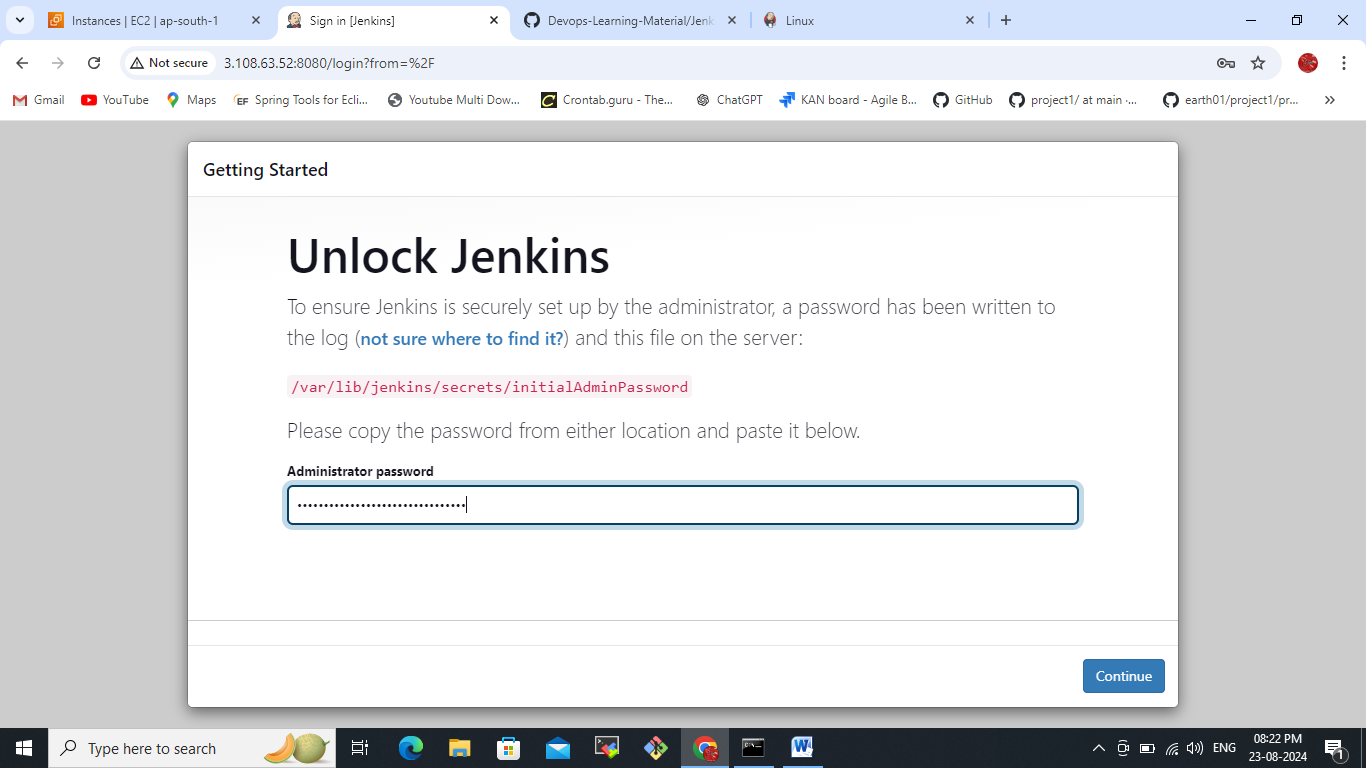 Instances | EC2 | ap-south-1
Sign in [Jenkins]
Devops-Learning-Material/Jenk
Linux
Not secure
3.108.63.52:8080/login?from=%2F
Gmail
YouTube
Maps
EF
Spring Tools for Ecli...
Youtube Multi Dow...
Crontab.guru - The...
ChatGPT
KAN board - Agile B...
GitHub
project1/ at main ·...
earth01/project1/pr...
Getting Started
Unlock Jenkins
To ensure Jenkins is securely set up by the administrator, a password has been written to
the log (not sure where to find it?) and this file on the server:
/var/lib/jenkins/secrets/initialAdminPassword
Please copy the password from either location and paste it below.
Administrator password
••••••••••••••••••••••••••••••••
Continue
Type here to search
ENG
08:22 PM
23-08-2024
1